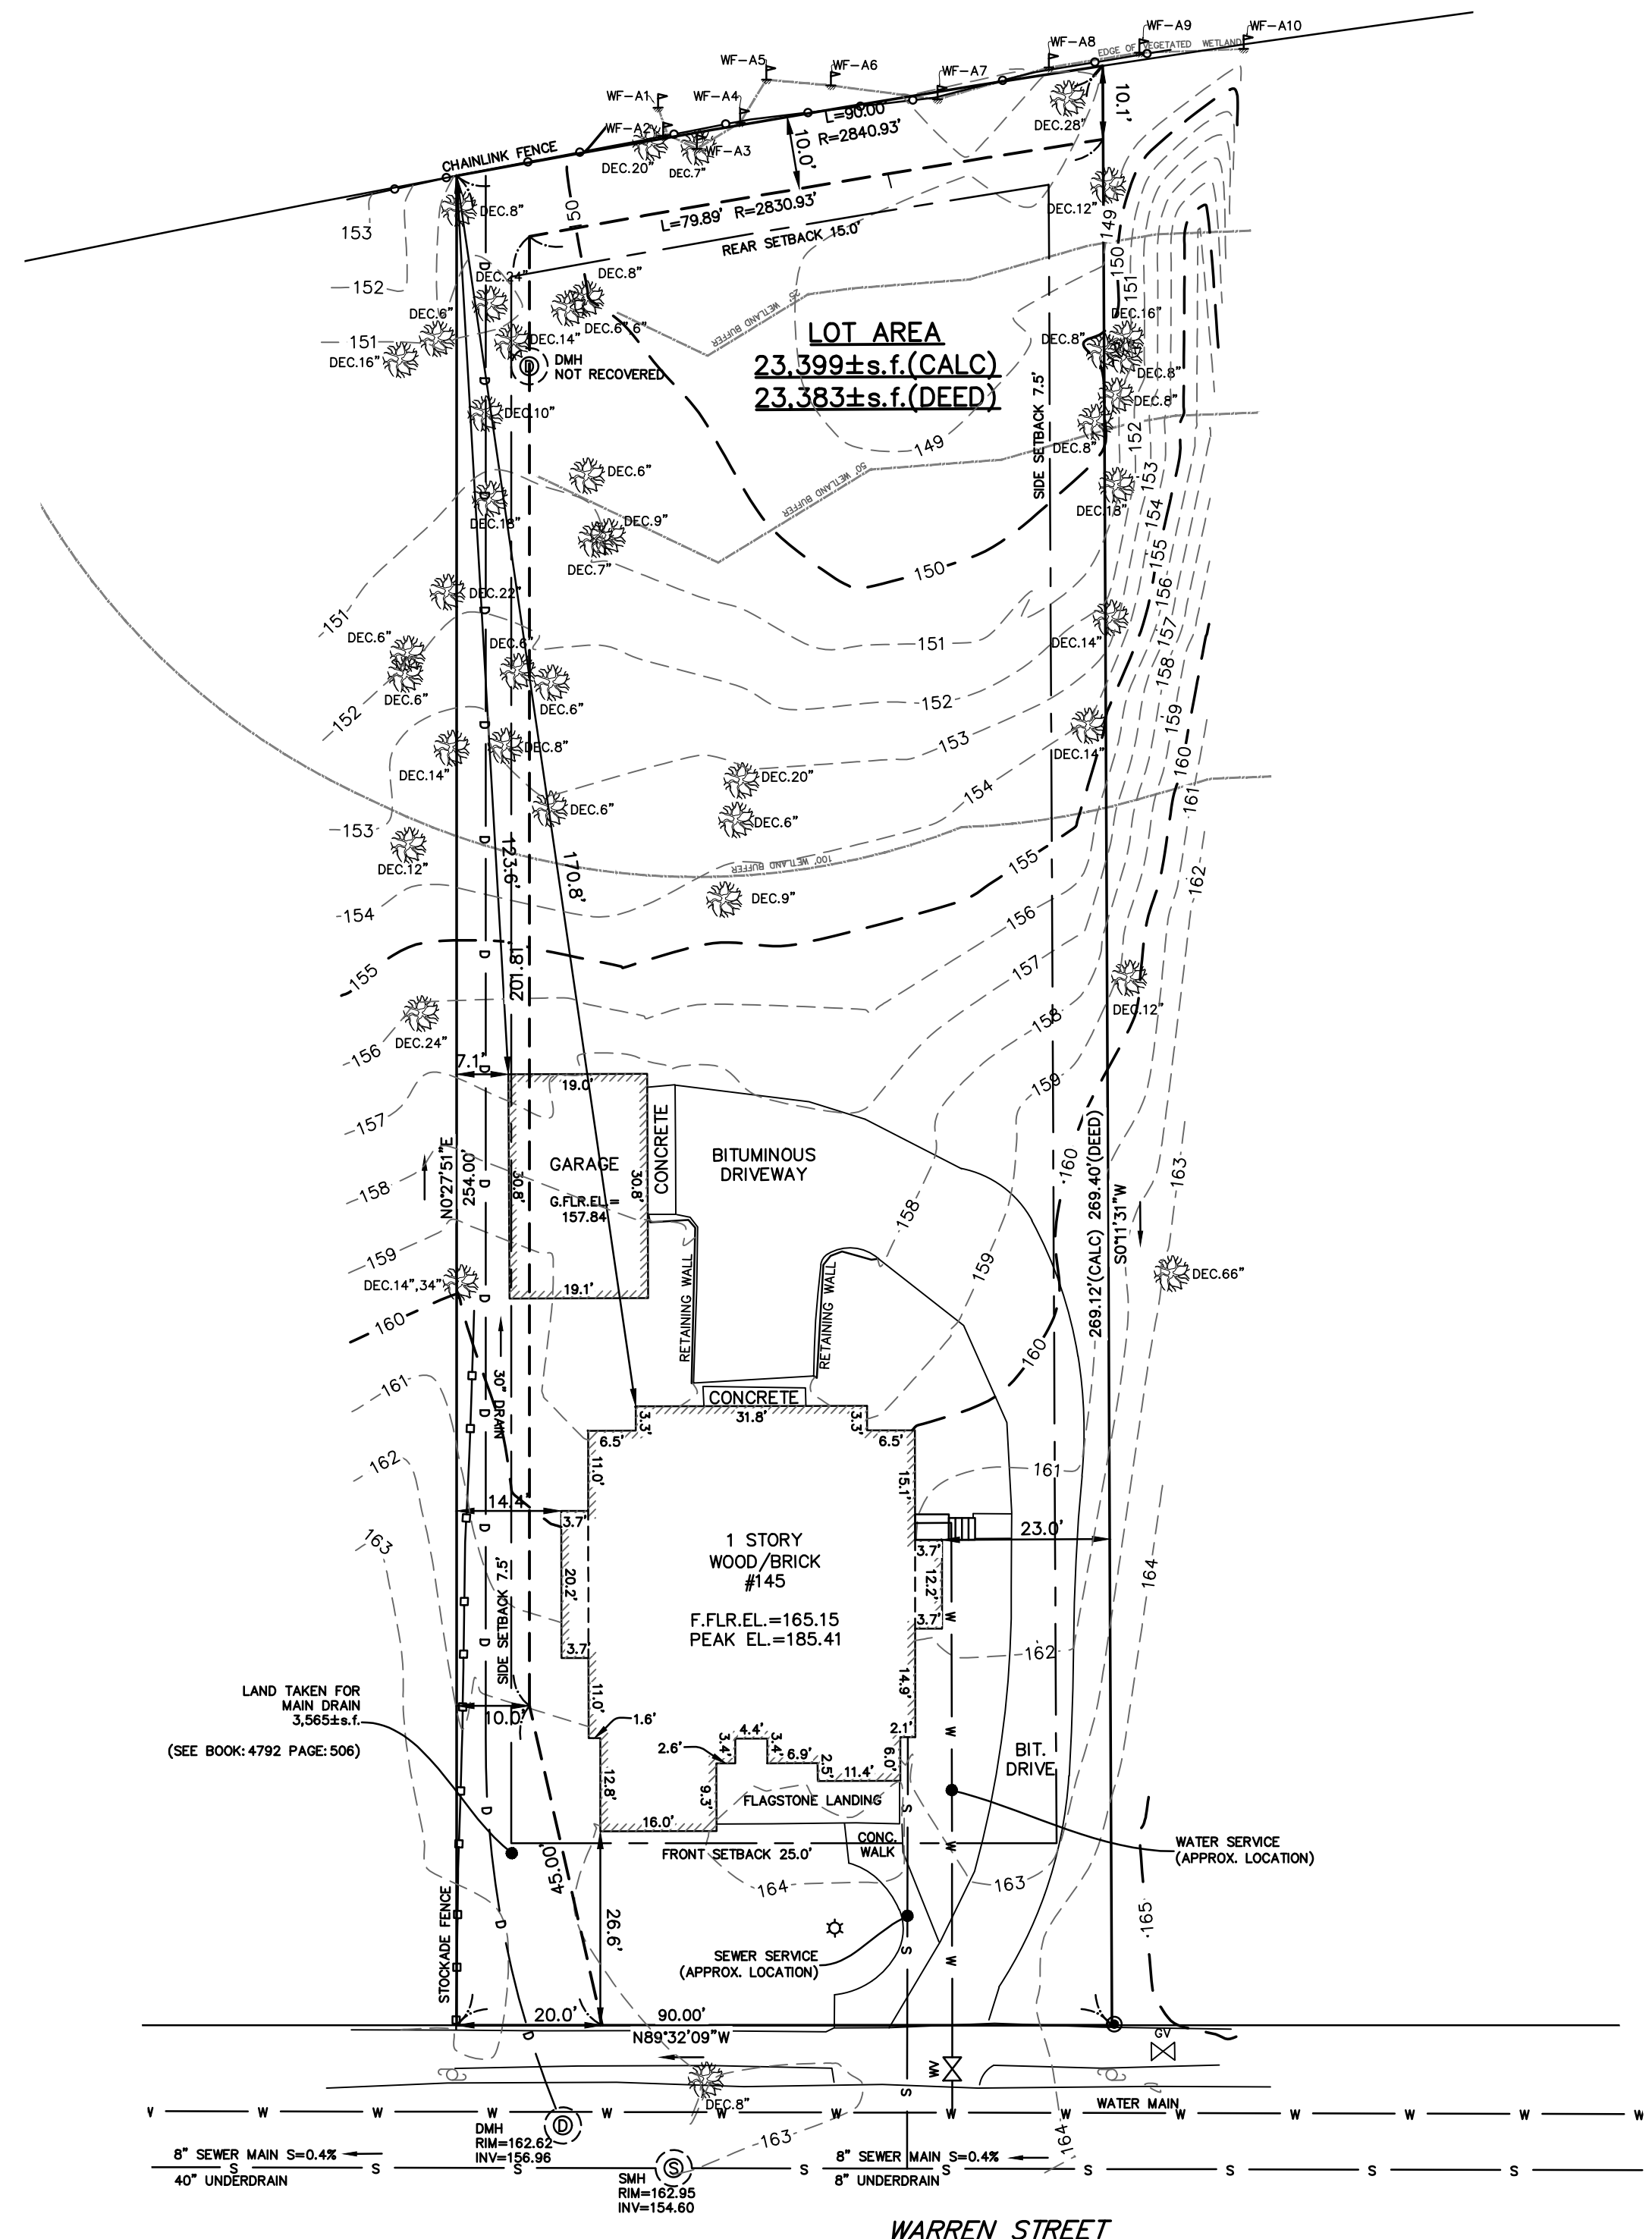 WF-A9
WF-A10
WF-A8
EDGE OF VEGETATED WETLAND
WF-A5
WF-A6
WF-A7
WF-A1
WF-A4
DEC.28"
10.1'
L=90.00'
R=2840.93'
WF-A2
WF-A3
CHAINLINK FENCE
DEC.20"
DEC.7"
10.0'
DEC.8"
150
L=79.89' R=2830.93'
REAR SETBACK 15.0'
DEC.12"
149
153
152
DEC.24"
DEC.8"
D
150
151
25' WETLAND BUFFER
DEC.6"
DEC.6",6"
151
DEC.14"
DEC.16"
LOT AREA
23,399±s.f.(CALC)
23,383±s.f.(DEED)
DEC.16"
DEC.8"
DEC.8"
DMH
NOT RECOVERED
D
SIDE SETBACK 7.5'
DEC.8"
DEC.10"
149
DEC.8"
152
DEC.6"
50' WETLAND BUFFER
153
DEC.18"
DEC.18"
DEC.9"
DEC.7"
154
155
150
156
DEC.22"
151
DEC.6"
DEC.6"
151
DEC.14"
157
158
DEC.6"
DEC.6"
152
152
159
153
DEC.14"
DEC.14"
DEC.8"
160
DEC.20"
154
161
153
DEC.6"
DEC.6"
DEC.12"
123.6'
170.8'
100' WETLAND BUFFER
155
162
DEC.9"
154
156
155
201.81'
157
DEC.12"
156
DEC.24"
158
7.1'
159
19.0'
157
CONCRETE
BITUMINOUS
DRIVEWAY
160
163
GARAGE
30.8'
30.8'
G.FLR.EL.=
157.84
N0°27'51"E
254.00'
158
158
269.12'(CALC) 269.40'(DEED)
S0°11'31"W
159
DEC.14",34"
159
DEC.66"
19.1'
RETAINING WALL
RETAINING WALL
160
160
30" DRAIN
161
CONCRETE
31.8'
3.3'
3.3'
6.5'
6.5'
162
11.0'
15.1'
161
14.4'
3.7'
23.0'
163
1 STORY
WOOD/BRICK
#145
3.7'
164
20.2'
12.2'
F.FLR.EL.=165.15
PEAK EL.=185.41
3.7'
3.7'
SIDE SETBACK 7.5'
162
LAND TAKEN FOR
MAIN DRAIN
3,565±s.f.
11.0'
14.9'
10.0'
1.6'
(SEE BOOK:4792 PAGE:506)
2.6'
4.4'
3.4'
3.4'
6.9'
2.5'
11.4'
2.1'
6.0'
BIT.
DRIVE
12.8'
9.3'
FLAGSTONE LANDING
16.0'
FRONT SETBACK 25.0'
CONC.
WALK
WATER SERVICE
(APPROX. LOCATION)
45.00'
164
163
165
26.6'
STOCKADE FENCE
SEWER SERVICE
(APPROX. LOCATION)
20.0'
90.00'
N89°32'09"W
GV
WV
DEC.8"
WATER MAIN
W W W W W W W W W W W W W
D
DMH
RIM=162.62
INV=156.96
163
164
8" SEWER MAIN S=0.4%
8" SEWER MAIN S=0.4%
S S S S S S S S S S
40" UNDERDRAIN
8" UNDERDRAIN
SMH
RIM=162.95
INV=154.60
WARREN STREET